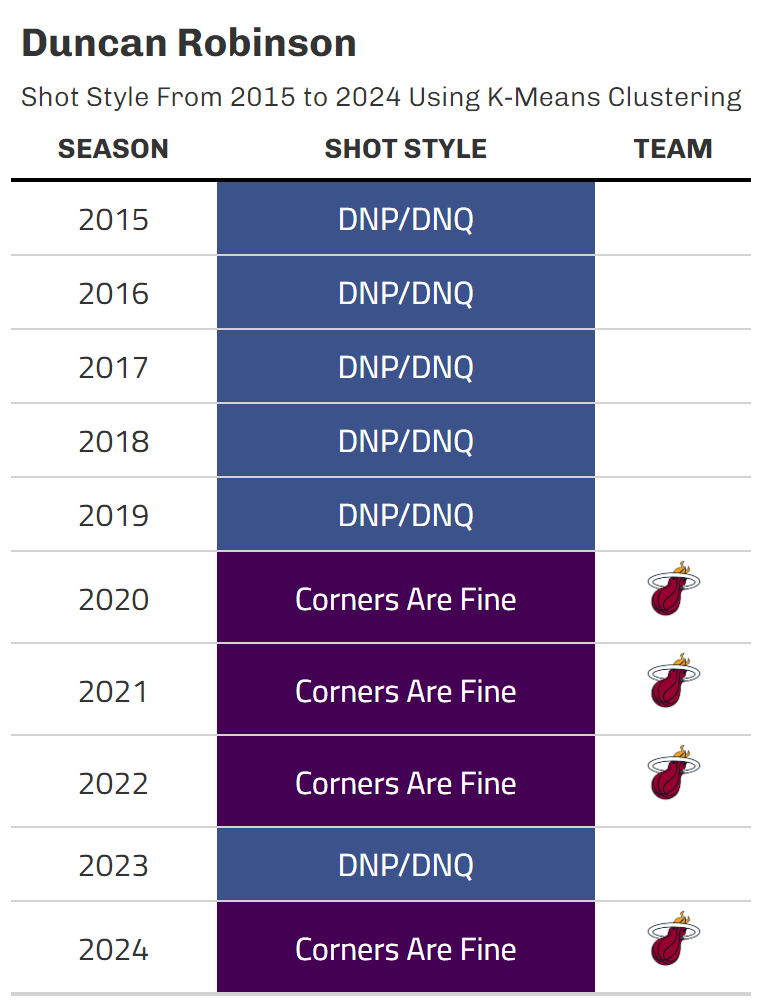 Duncan Robinson
Shot Style From 2015 to 2024 Using K-Means Clustering
SEASON SHOT STYLE TEAM
2015 DNP/DNQ
2016 DNP/DNQ
2017 DNP/DNQ
2018 DNP/DNQ
2019 DNP/DNQ
2020 Corners Are Fine
2021 Corners Are Fine
2022 Corners Are Fine
2023 DNP/DNQ
2024 Corners Are Fine